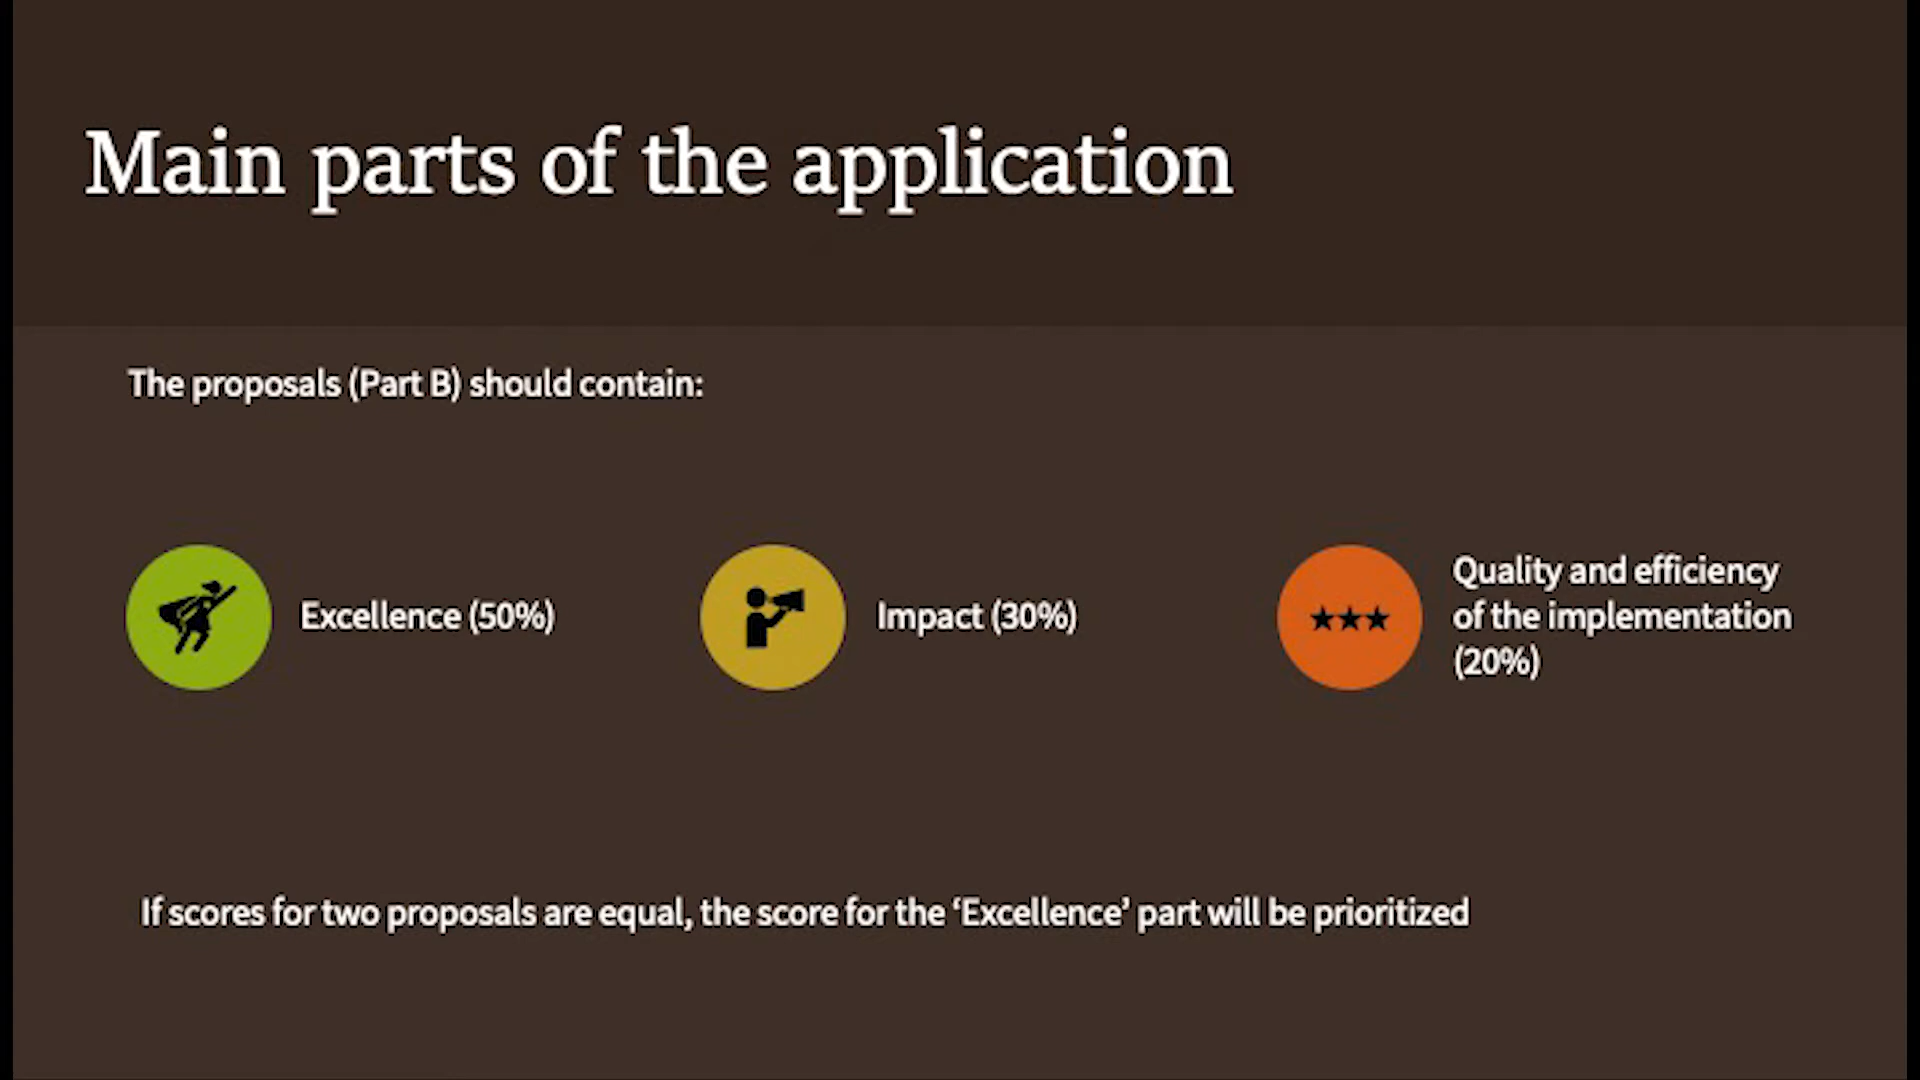 Main parts of the application
The proposals (Part B) should contain:
Excellence (50%)
Impact (30%)
Quality and efficiency
of the implementation
(20%)
If scores for two proposals are equal, the score for the ‘Excellence’ part will be prioritized